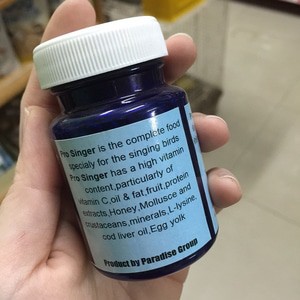 Pro Singer is the complete food
specialy for the singing birds
Pro Singer has a high vitamin
content,particularly of
vitamin C,oil & fat,fruit,protein
extracts,Honey,Mollusce and
crustaceans,minerals,L-lysine,
cod liver oil,Egg yolk
Product by Paradise Group